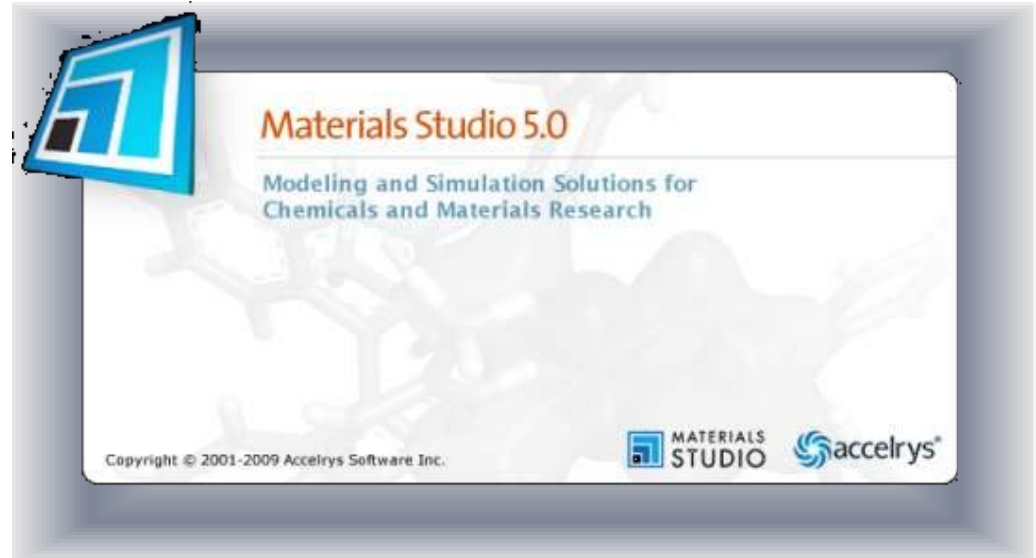 Materials Studio 5.0
Modeling and Simulation Solutions for
Chemicals and Materials Research
Copyright © 2001-2009 Accelrys Software Inc.
MATERIALS
STUDIO
accelrys®